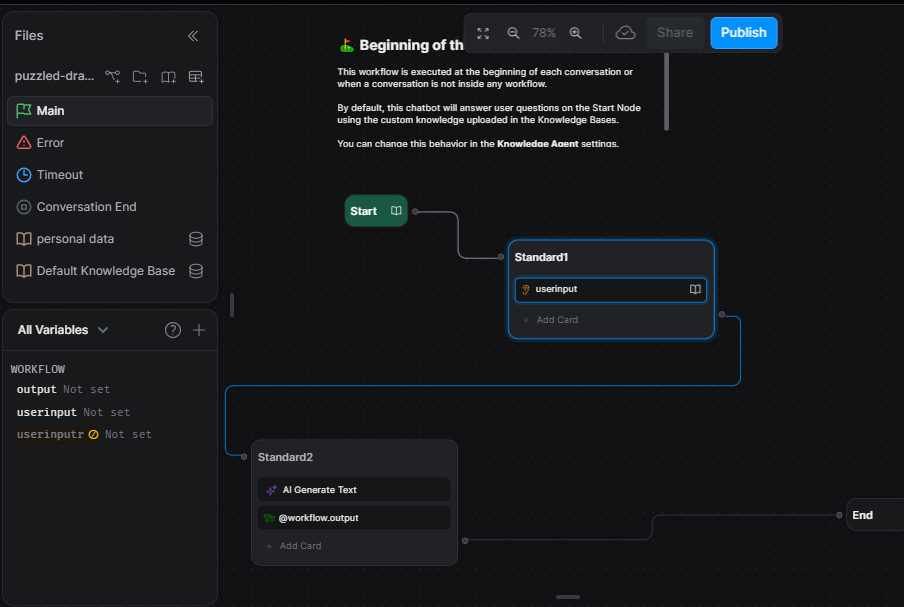 Files
puzzled-dra...
Main
Error
Timeout
Conversation End
personal data
Default Knowledge Base
All Variables
WORKFLOW
output Not set
userinput Not set
userinputr Not set
Beginning of th
78%
Share
Publish
This workflow is executed at the beginning of each conversation or
when a conversation is not inside any workflow.
By default, this chatbot will answer user questions on the Start Node
using the custom knowledge uploaded in the Knowledge Bases.
You can change this behavior in the Knowledge Agent settings.
Start
Standard1
userinput
+ Add Card
Standard2
AI Generate Text
@workflow.output
+ Add Card
End